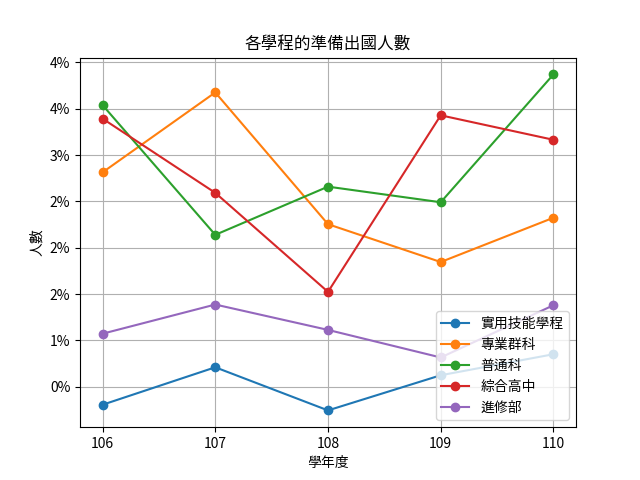 各學程的準備出國人數
4%
4%
3%
2%
2%
2%
1%
0%
人數
實用技能學程
專業群科
普通科
綜合高中
進修部
106
107
108
109
110
學年度